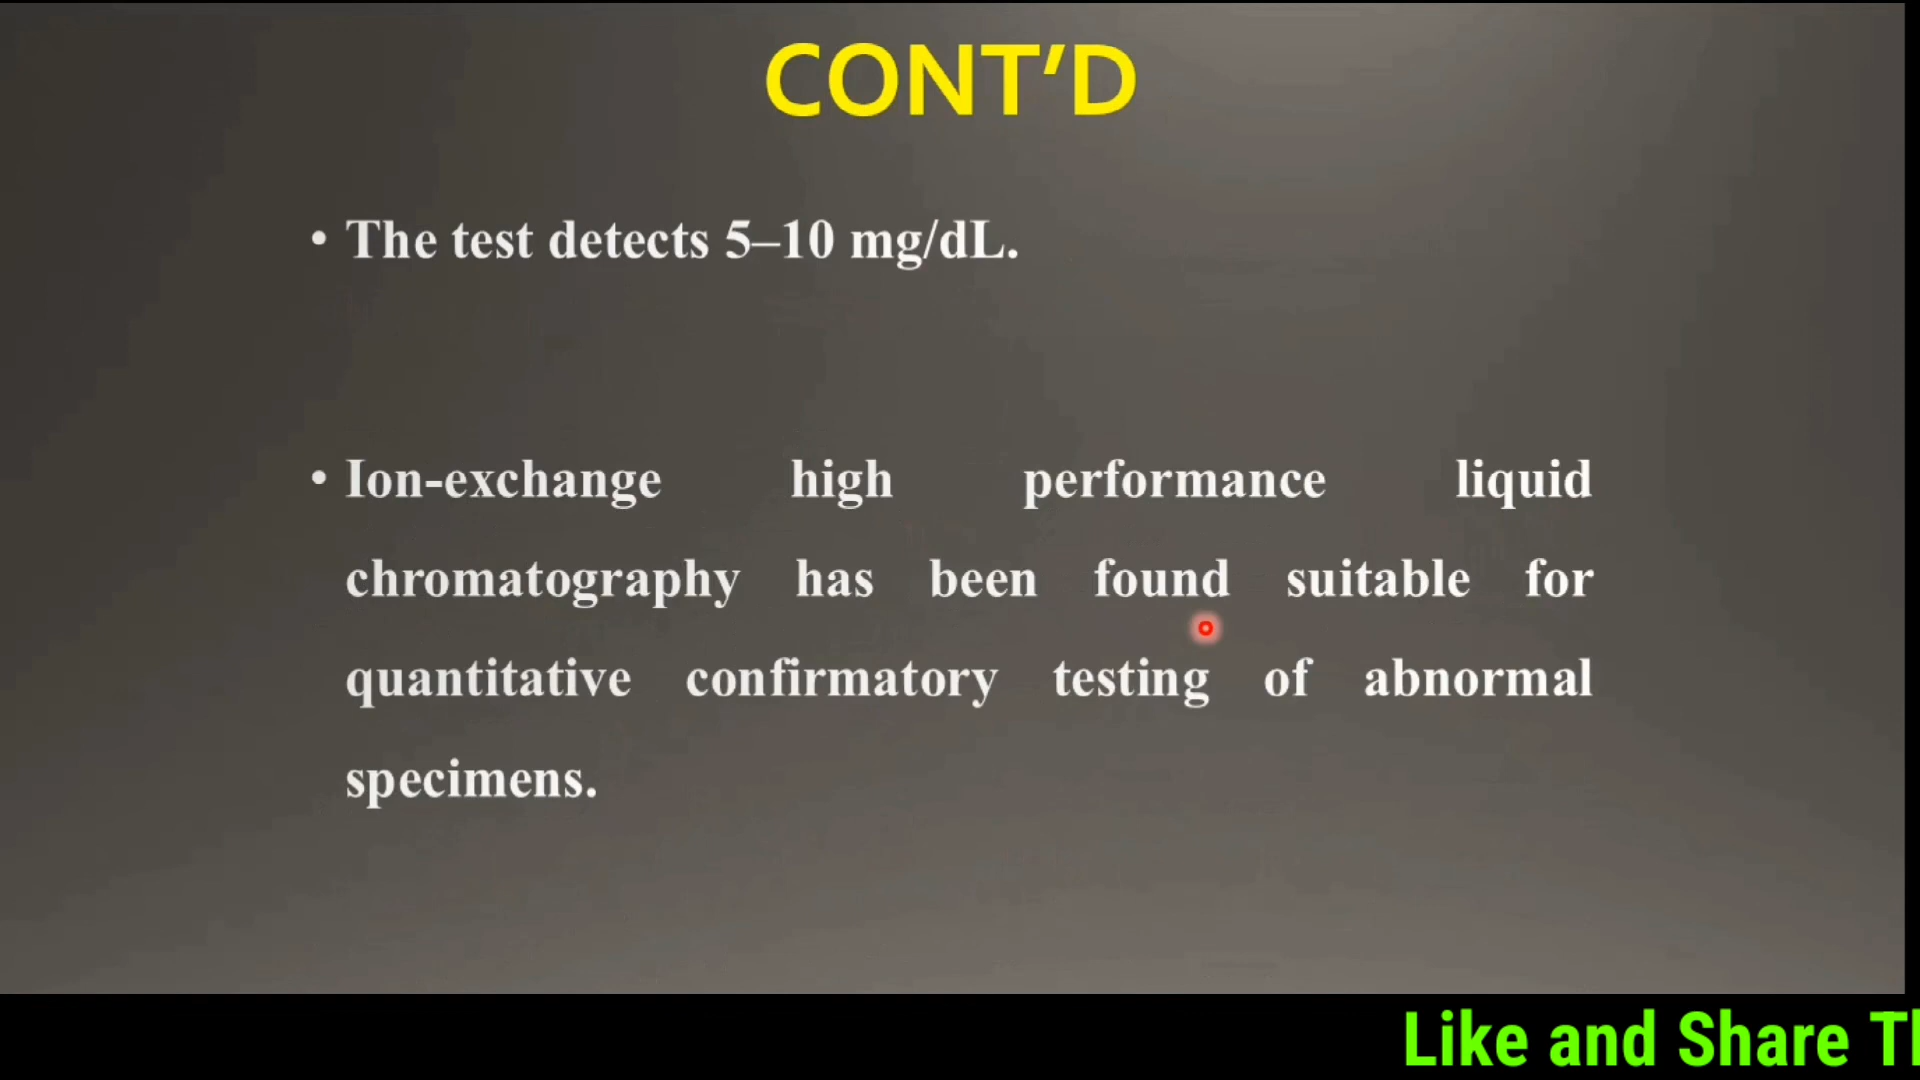 CONT’D
• The test detects 5–10 mg/dL.
• Ion-exchange high performance liquid
chromatography has been found suitable for
quantitative confirmatory testing of abnormal
specimens.
Like and Share